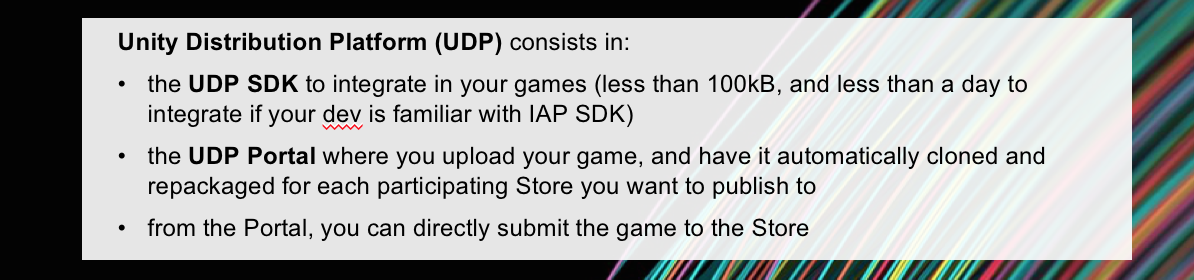 Unity Distribution Platform (UDP) consists in:
• the UDP SDK to integrate in your games (less than 100kB, and less than a day to
integrate if your dev is familiar with IAP SDK)
• the UDP Portal where you upload your game, and have it automatically cloned and
repackaged for each participating Store you want to publish to
• from the Portal, you can directly submit the game to the Store